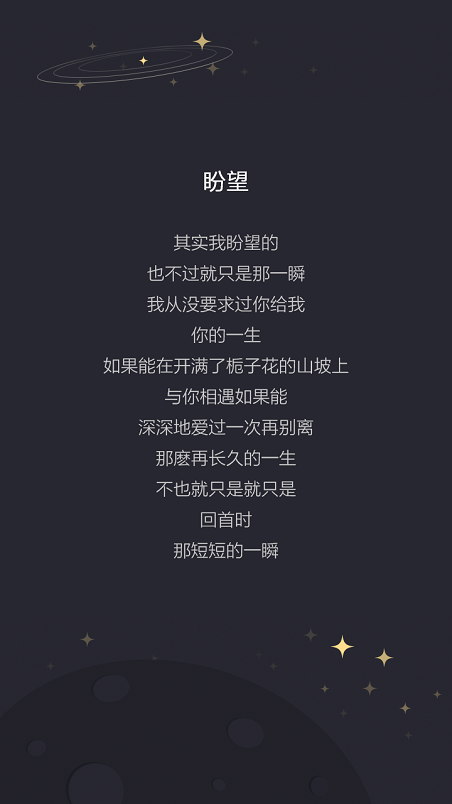 盼望
其实我盼望的
也不过就只是那一瞬
我从没要求过你给我
你的一生
如果能在开满了栀子花的山坡上
与你相遇如果能
深深地爱过一次再别离
那麽再长久的一生
不也就只是就只是
回首时
那短短的一瞬